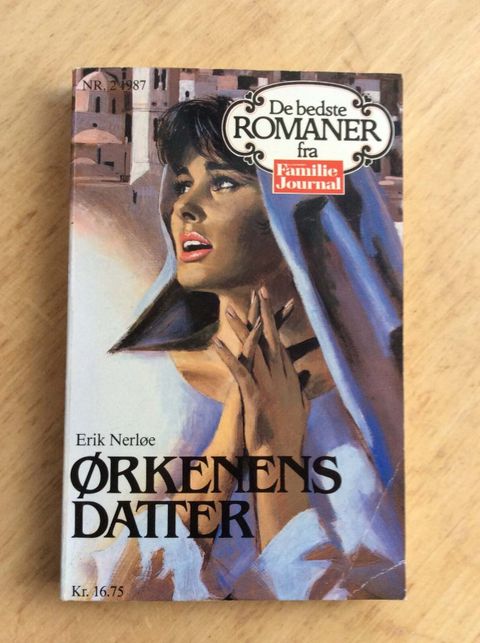 NR. 2 1987
De bedste
ROMANER
fra
Familie
Journal
Erik Nerløe
ØRKENENS
DATTER
Kr. 16.75